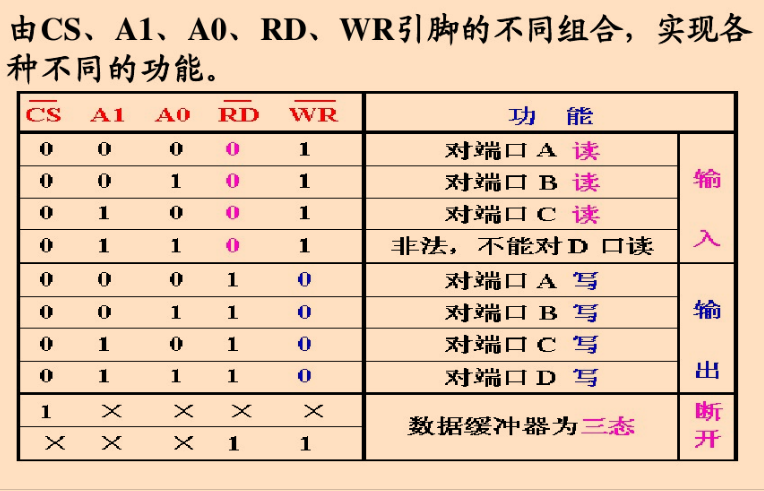 由CS、A1、A0、RD、WR引脚的不同组合，实现各
种不同的功能。
CS A1 A0 RD WR 功 能
0 0 0 0 1 对端口 A 读
0 0 1 0 1 对端口 B 读
0 1 0 0 1 对端口 C 读
0 1 1 0 1 非法，不能对 D 口读
输入
0 0 0 1 0 对端口 A 写
0 0 1 1 0 对端口 B 写
0 1 0 1 0 对端口 C 写
0 1 1 1 0 对端口 D 写
输出
1 × × × ×
× × × 1 1
数据缓冲器为三态
断开